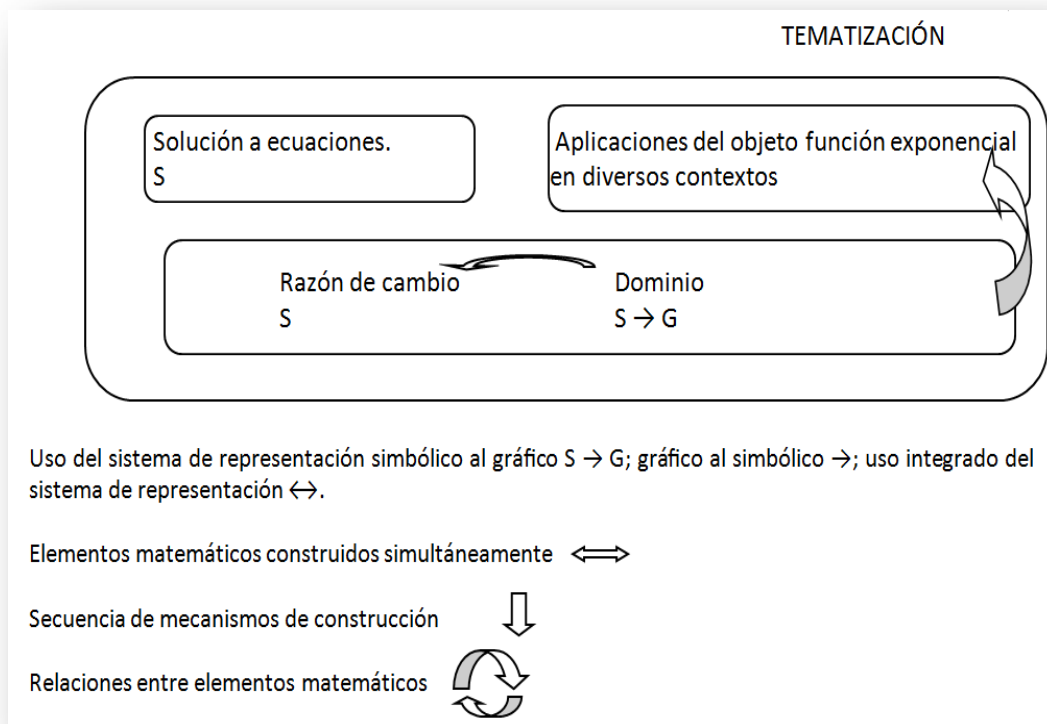 TEMATIZACIÓN
Solución a ecuaciones.
S
Aplicaciones del objeto función exponencial
en diversos contextos
Razón de cambio
S
Dominio
S → G
Uso del sistema de representación simbólico al gráfico S → G; gráfico al simbólico →; uso integrado del
sistema de representación ↔.
Elementos matemáticos construidos simultáneamente
Secuencia de mecanismos de construcción
Relaciones entre elementos matemáticos